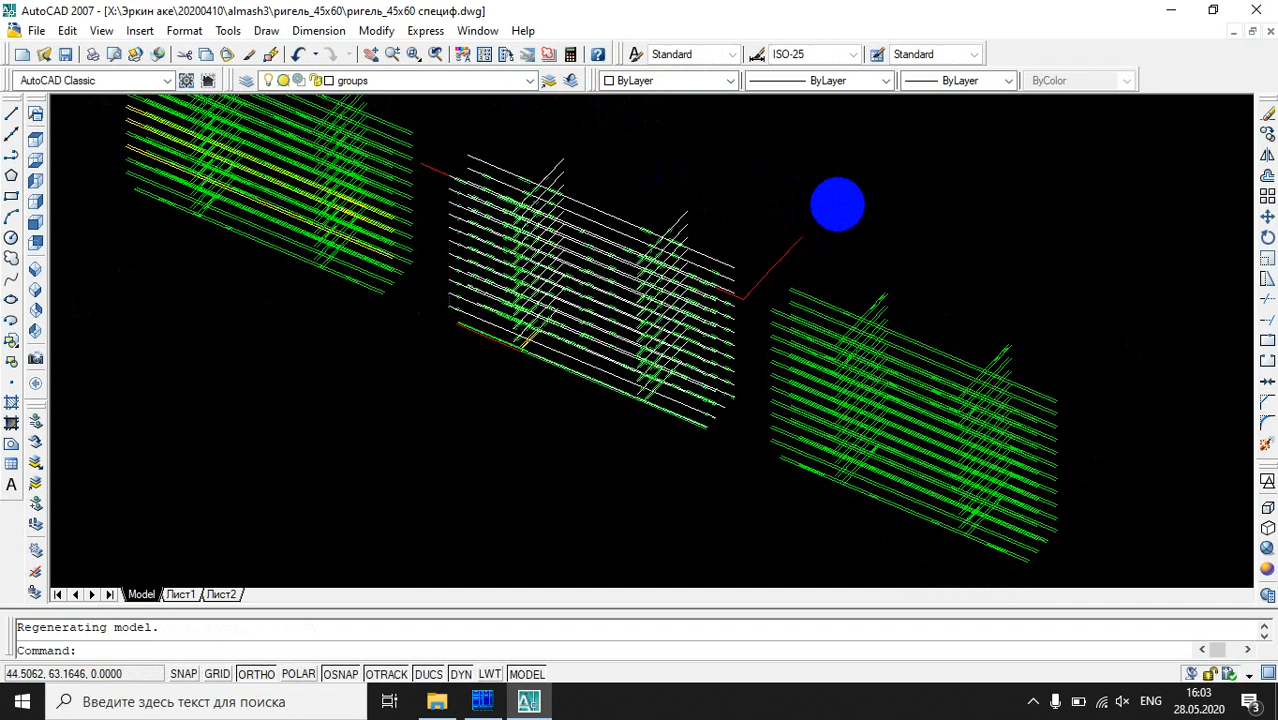 AutoCAD 2007 - [X:\Эркин аке\20200410\almash3\ригель_45x60\ригель_45x60 специф.dwg]
File Edit View Insert Format Tools Draw Dimension Modify Express Window Help
Standard ISO-25 Standard
AutoCAD Classic groups ByLayer ByLayer ByLayer ByColor
A
Model Лист1 Лист2
Regenerating model.
Command:
44.5062, 63.1646, 0.0000 SNAP GRID ORTHO POLAR OSNAP OTRACK DUCS DYN LWT MODEL
Введите здесь текст для поиска
ENG
16:03
28.05.2020
3